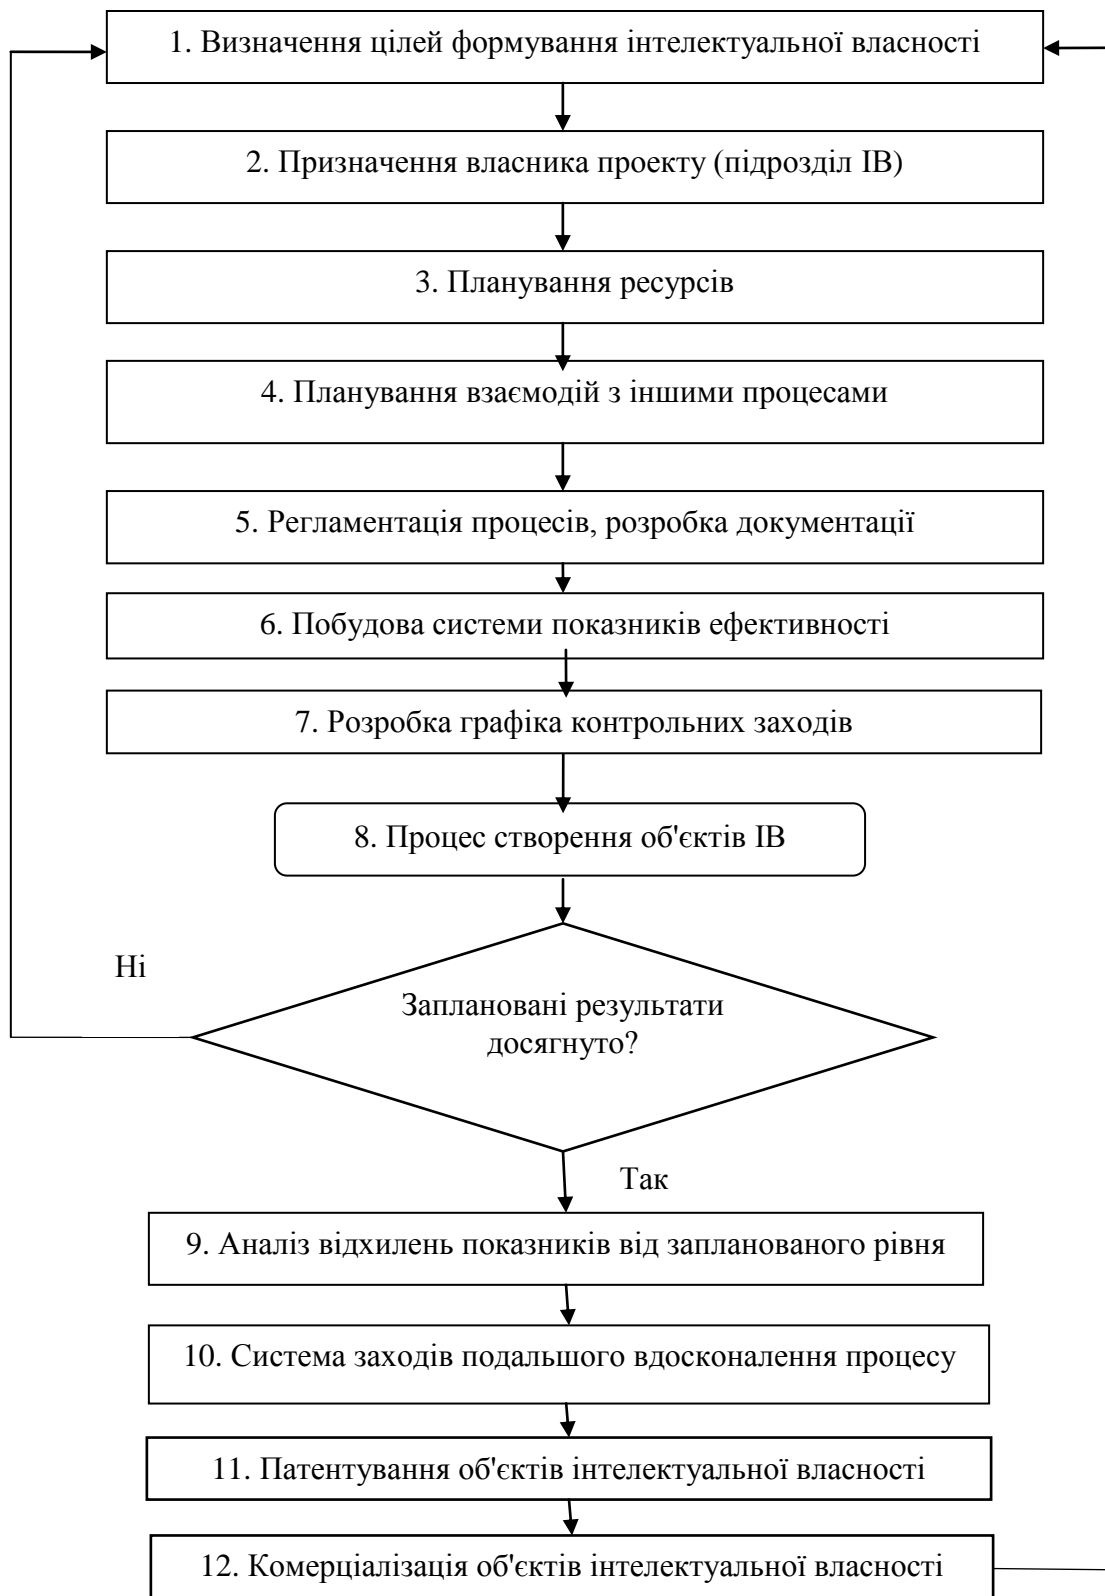 1. Визначення цілей формування інтелектуальної власності
2. Призначення власника проекту (підрозділ ІВ)
3. Планування ресурсів
4. Планування взаємодій з іншими процесами
5. Регламентація процесів, розробка документації
6. Побудова системи показників ефективності
7. Розробка графіка контрольних заходів
8. Процес створення об'єктів ІВ
Ні
Заплановані результати
досягнуто?
Так
9. Аналіз відхилень показників від запланованого рівня
10. Система заходів подальшого вдосконалення процесу
11. Патентування об'єктів інтелектуальної власності
12. Комерціалізація об'єктів інтелектуальної власності